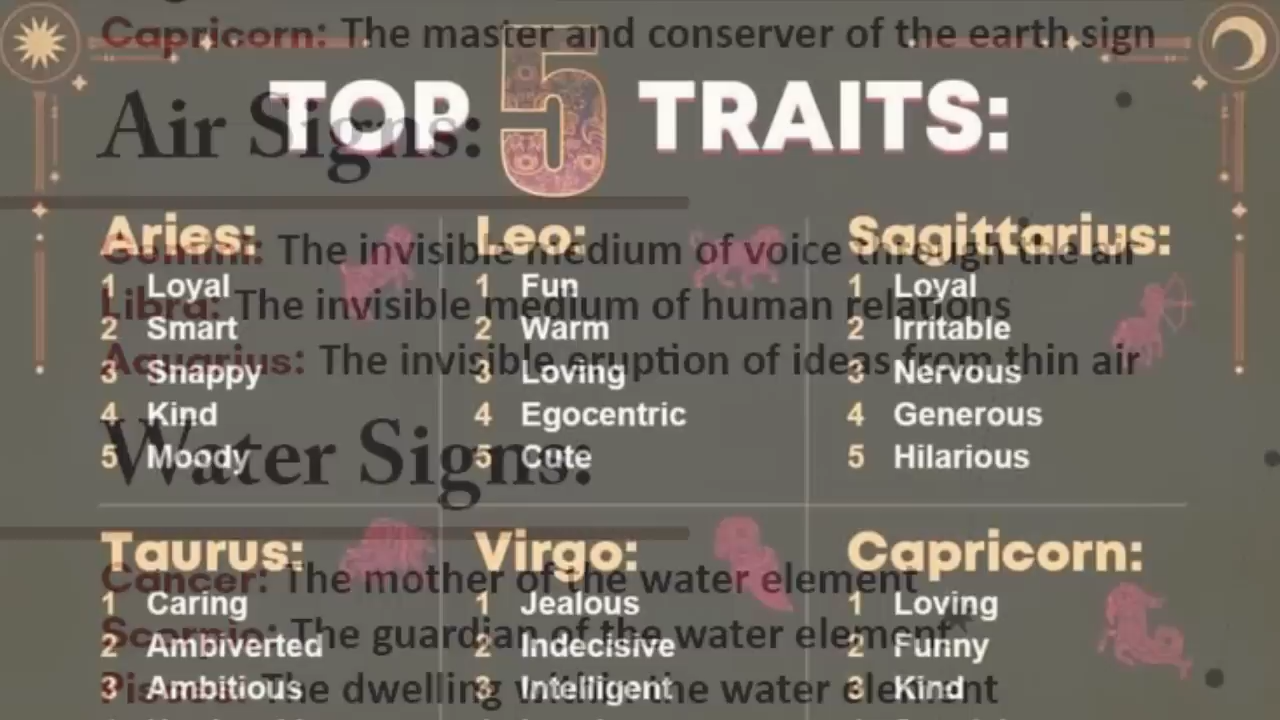 Capricorn: The master and conserver of the earth sign
TOP 5 TRAITS:
Air Signs:
Aries:
1 Loyal
2 Smart
3 Snappy
4 Kind
5 Moody
Leo:
1 Fun
2 Warm
3 Loving
4 Egocentric
5 Cute
Sagittarius:
1 Loyal
2 Irritable
3 Nervous
4 Generous
5 Hilarious
Gemini: The invisible medium of voice through the air
Libra: The invisible medium of human relations
Aquarius: The invisible eruption of ideas from thin air
Water Signs:
Taurus:
1 Caring
2 Ambiverted
3 Ambitious
Virgo:
1 Jealous
2 Indecisive
3 Intelligent
Capricorn:
1 Loving
2 Funny
3 Kind
Cancer: The mother of the water element
Scorpio: The guardian of the water element
Pisces: The dwelling within the water element